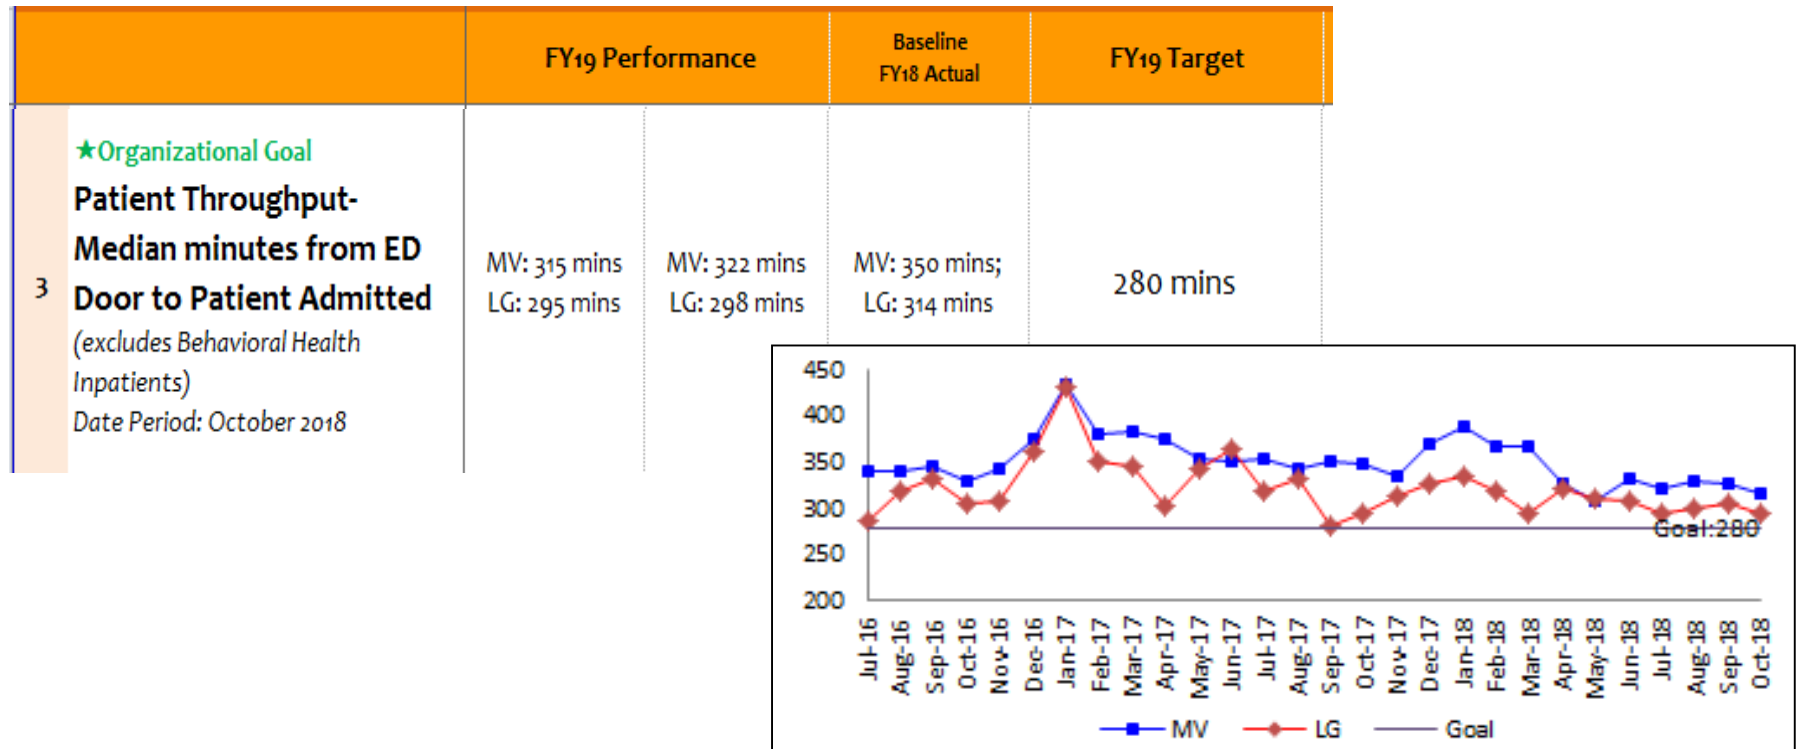 FY19 Performance
Baseline
FY18 Actual
FY19 Target
3
★Organizational Goal
Patient Throughput-
Median minutes from ED
Door to Patient Admitted
(excludes Behavioral Health
Inpatients)
Date Period: October 2018
MV: 315 mins
LG: 295 mins
MV: 322 mins
LG: 298 mins
MV: 350 mins;
LG: 314 mins
280 mins
450
400
350
300
250
200
Goal:280
Jul-16
Aug-16
Sep-16
Oct-16
Nov-16
Dec-16
Jan-17
Feb-17
Mar-17
Apr-17
May-17
Jun-17
Jul-17
Aug-17
Sep-17
Oct-17
Nov-17
Dec-17
Jan-18
Feb-18
Mar-18
Apr-18
May-18
Jun-18
Jul-18
Aug-18
Sep-18
Oct-18
MV LG Goal